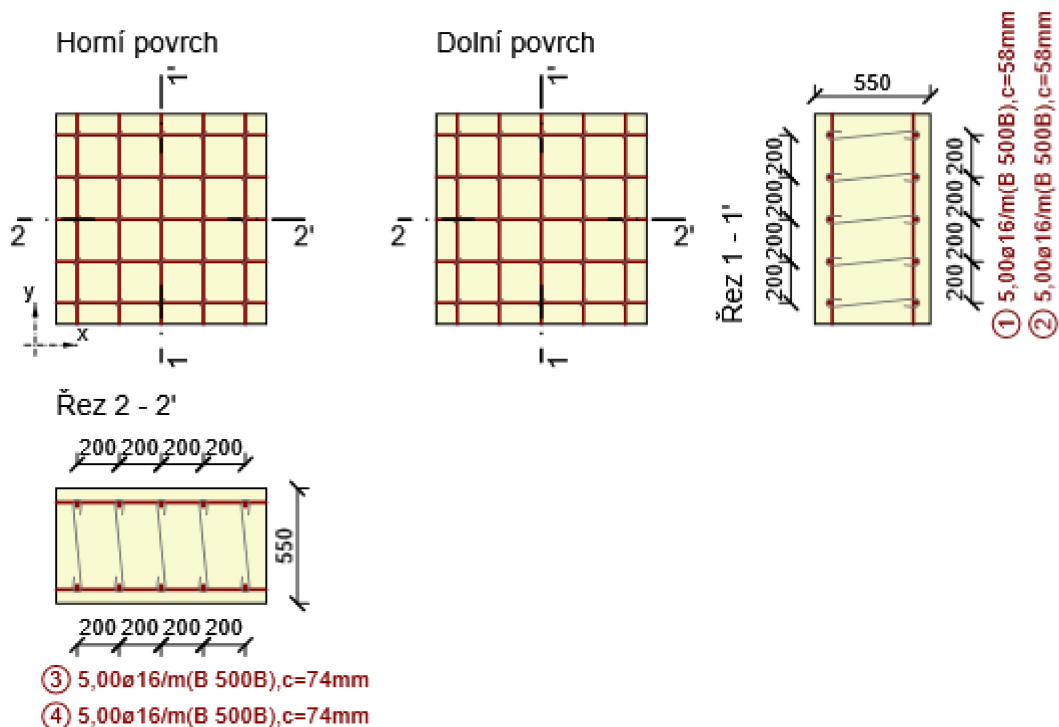 Horní povrch
1'
2
2'
y
x
1
Dolní povrch
1'
2
2'
1
550
200 200 200 200
200 200 200 200
Řez 1 - 1'
① 5,00ø16/m(B 500B),c=58mm
② 5,00ø16/m(B 500B),c=58mm
Řez 2 - 2'
200 200 200 200
550
200 200 200 200
③ 5,00ø16/m(B 500B),c=74mm
④ 5,00ø16/m(B 500B),c=74mm